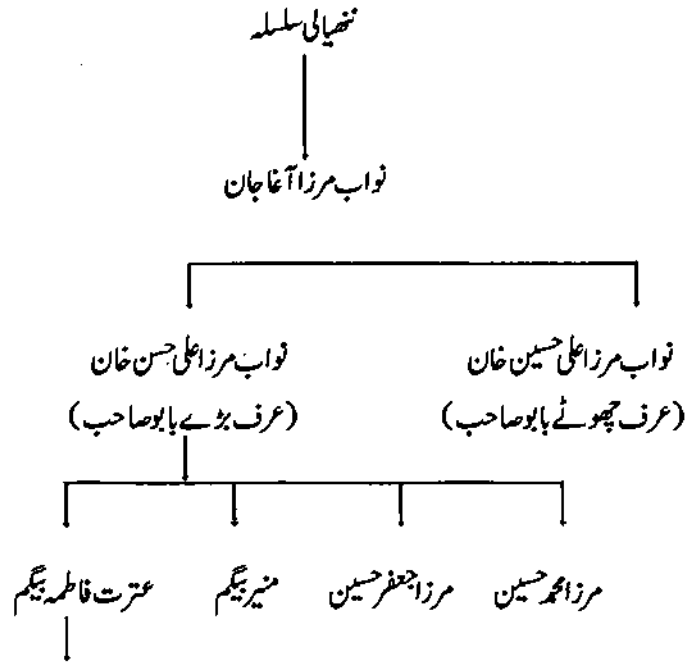 ننھیالی سلسلہ
نواب مرزا آغا جان
نواب مرزا علی حسین خان نواب مرزا علی حسن خان
(عرف چھوٹے بابو صاحب) (عرف بڑے بابو صاحب)
مرزا محمد حسین مرزا جعفر حسین منیر بیگم عترت فاطمہ بیگم